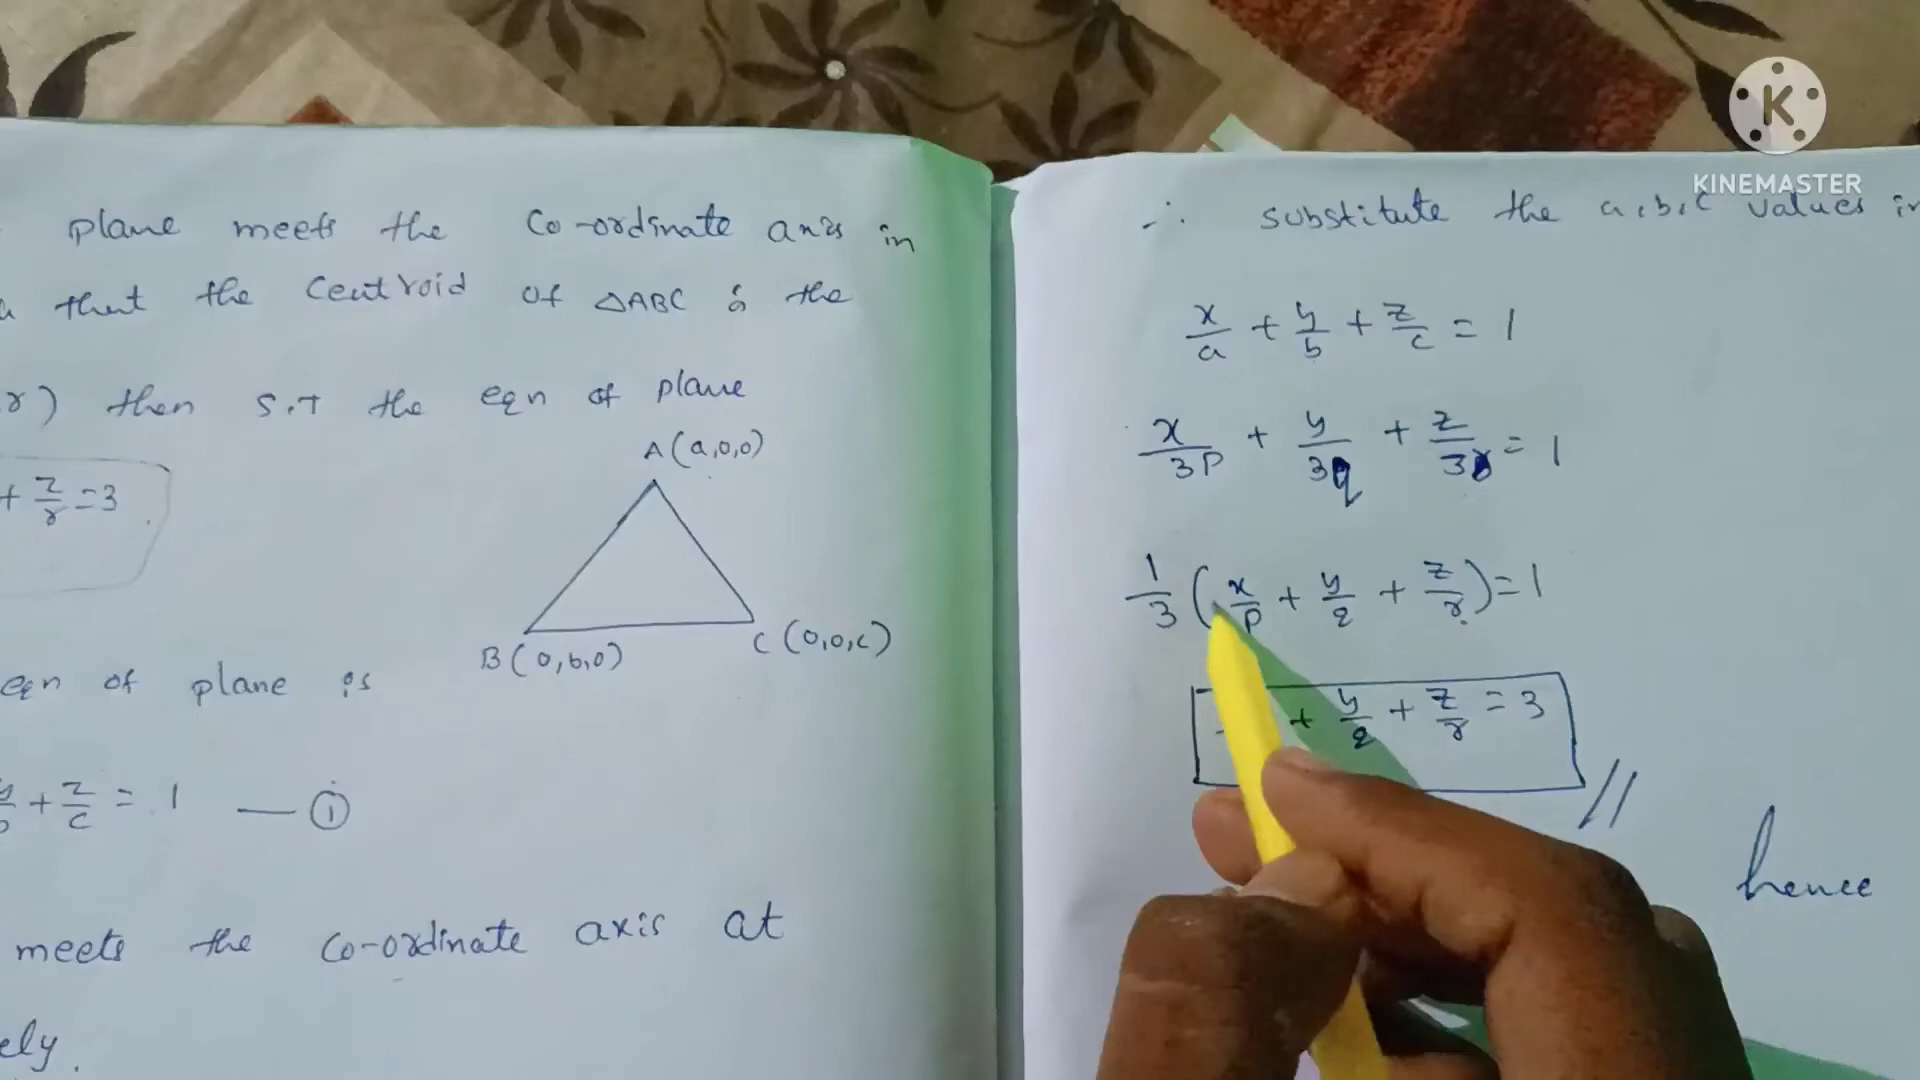 plane meets the co-ordinate axis in
that the centroid of △ABC is the
r) then S.T the eqn of plane
+ z/r = 3
A (a,0,0)
B (0,b,0)
C (0,0,c)
eqn of plane is
+ z/c = 1 — ①
meets the co-ordinate axis at
ely.
∴ substitute the a,b,c values in
x/a + y/b + z/c = 1
x/3p + y/3q + z/3r = 1
1/3 (x/p + y/q + z/r) = 1
+ y/q + z/r = 3 //
hence
K
KINEMASTER